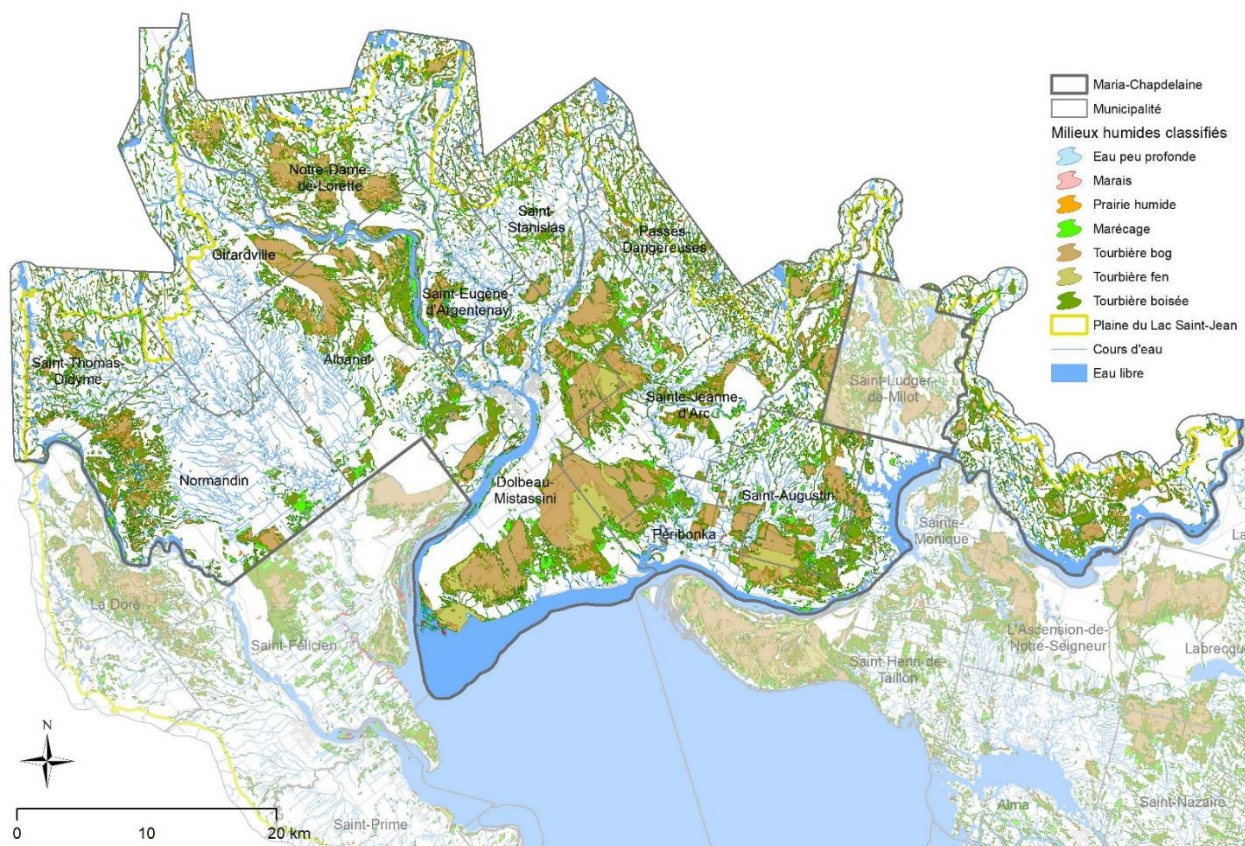 Maria-Chapdelaine
Municipalité
Milieux humides classifiés
Eau peu profonde
Marais
Prairie humide
Marécage
Tourbière bog
Tourbière fen
Tourbière boisée
Plaine du Lac Saint-Jean
Cours d'eau
Eau libre
Notre-Dame-
de-Lorette
Saint-
Stanislas
Passes-
Dangereuses
Girardville
Saint-Eugène-
d'Argentenay
Albanel
Saint-Thomas-
Didyme
Sainte-Jeanne-
d'Arc
Saint-Ludger-
de-Milot
Normandin
Dolbeau-
Mistassini
Saint-Augustin
Péribonka
Sainte-
Monique
La Doré
Saint-Félicien
L'Ascension-de-
Notre-Seigneur
Labrecque
La
Saint-Henri-de-
Taillon
Alma
Saint-Nazaire
Saint-Prime
N
0 10 20 km